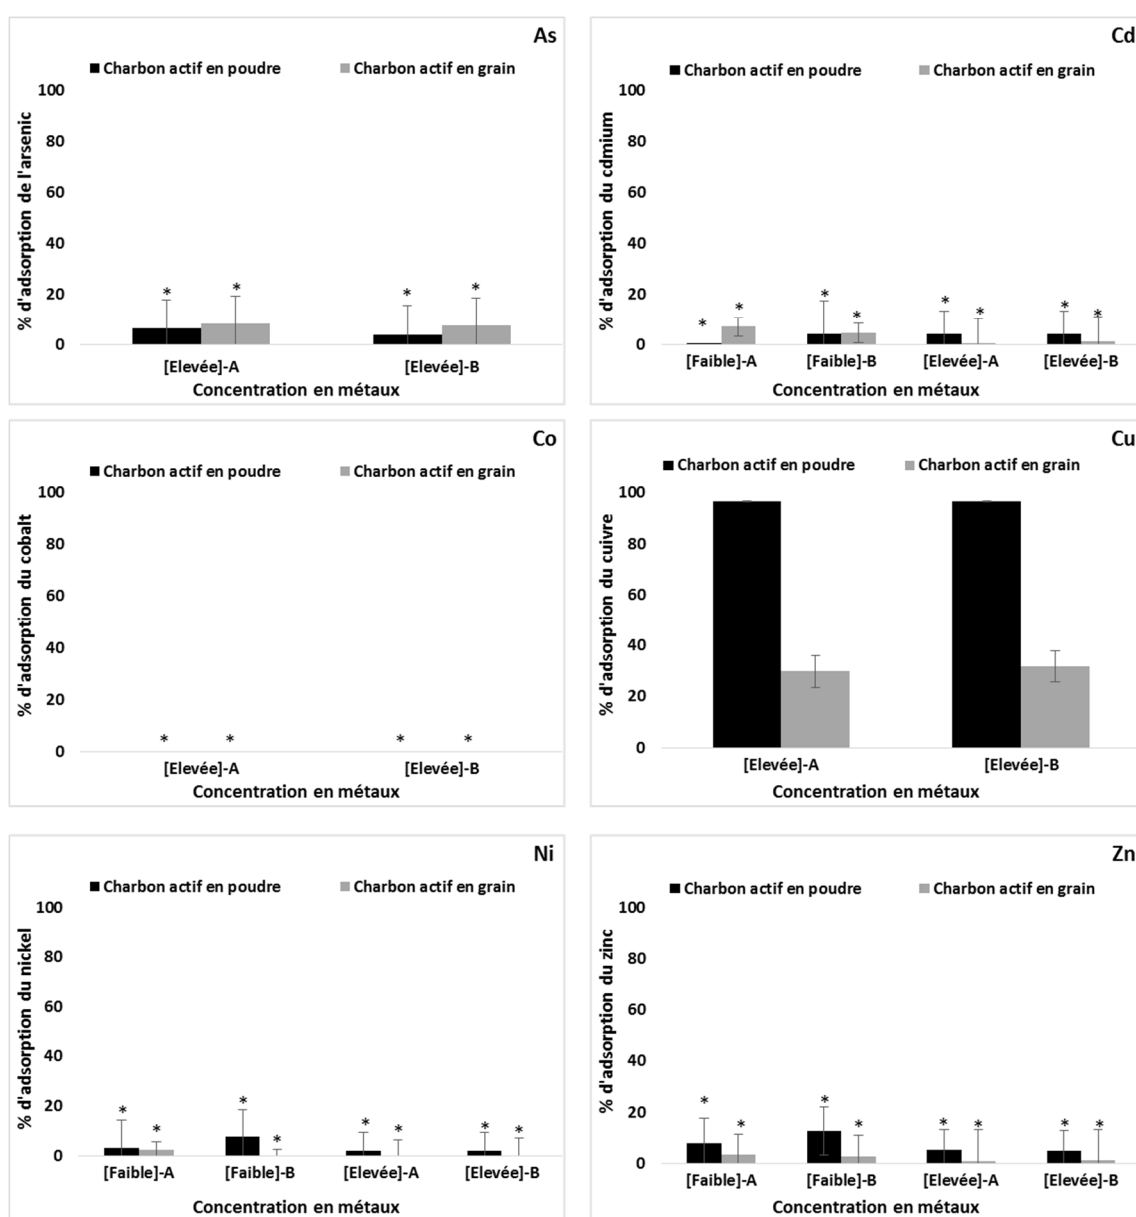 As
Charbon actif en poudre Charbon actif en grain
% d'adsorption de l'arsenic
100
80
60
40
20
0
* * * *
[Elevée]-A [Elevée]-B
Concentration en métaux
Cd
Charbon actif en poudre Charbon actif en grain
% d'adsorption du cdmium
100
80
60
40
20
0
* * * * * * * *
[Faible]-A [Faible]-B [Elevée]-A [Elevée]-B
Concentration en métaux
Co
Charbon actif en poudre Charbon actif en grain
% d'adsorption du cobalt
100
80
60
40
20
0
* * * *
[Elevée]-A [Elevée]-B
Concentration en métaux
Cu
Charbon actif en poudre Charbon actif en grain
% d'adsorption du cuivre
100
80
60
40
20
0
[Elevée]-A [Elevée]-B
Concentration en métaux
Ni
Charbon actif en poudre Charbon actif en grain
% d'adsorption du nickel
100
80
60
40
20
0
* * * * * * * *
[Faible]-A [Faible]-B [Elevée]-A [Elevée]-B
Concentration en métaux
Zn
Charbon actif en poudre Charbon actif en grain
% d'adsorption du zinc
100
80
60
40
20
0
* * * * * * * *
[Faible]-A [Faible]-B [Elevée]-A [Elevée]-B
Concentration en métaux